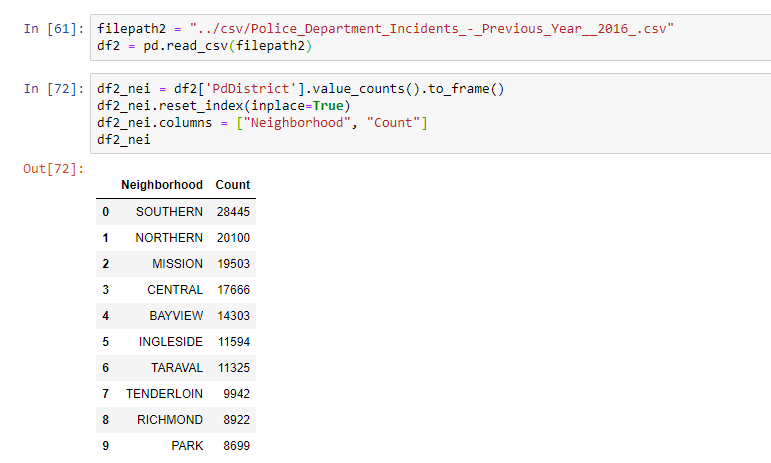 In [61]: filepath2 = "../csv/Police_Department_Incidents_-_Previous_Year__2016_.csv"
df2 = pd.read_csv(filepath2)
In [72]: df2_nei = df2['PdDistrict'].value_counts().to_frame()
df2_nei.reset_index(inplace=True)
df2_nei.columns = ["Neighborhood", "Count"]
df2_nei
Out[72]:
Neighborhood Count
0 SOUTHERN 28445
1 NORTHERN 20100
2 MISSION 19503
3 CENTRAL 17666
4 BAYVIEW 14303
5 INGLESIDE 11594
6 TARAVAL 11325
7 TENDERLOIN 9942
8 RICHMOND 8922
9 PARK 8699